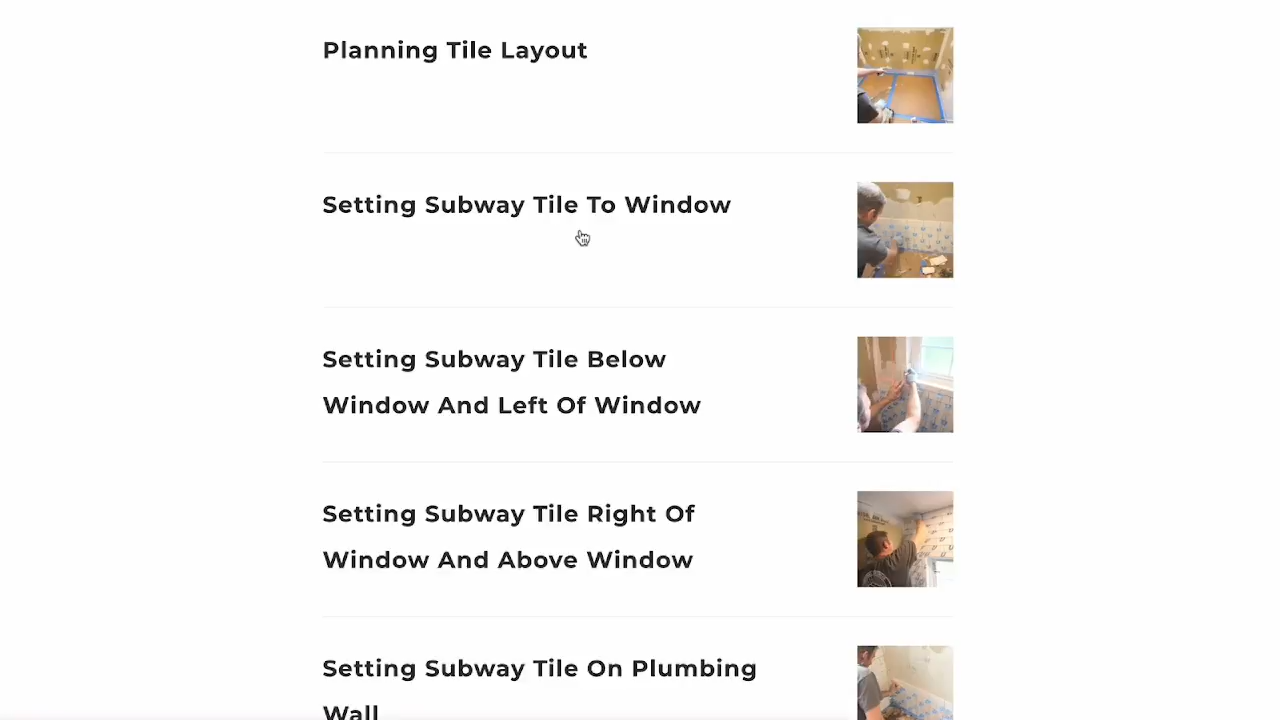 Planning Tile Layout
Setting Subway Tile To Window
Setting Subway Tile Below
Window And Left Of Window
Setting Subway Tile Right Of
Window And Above Window
Setting Subway Tile On Plumbing
Wall